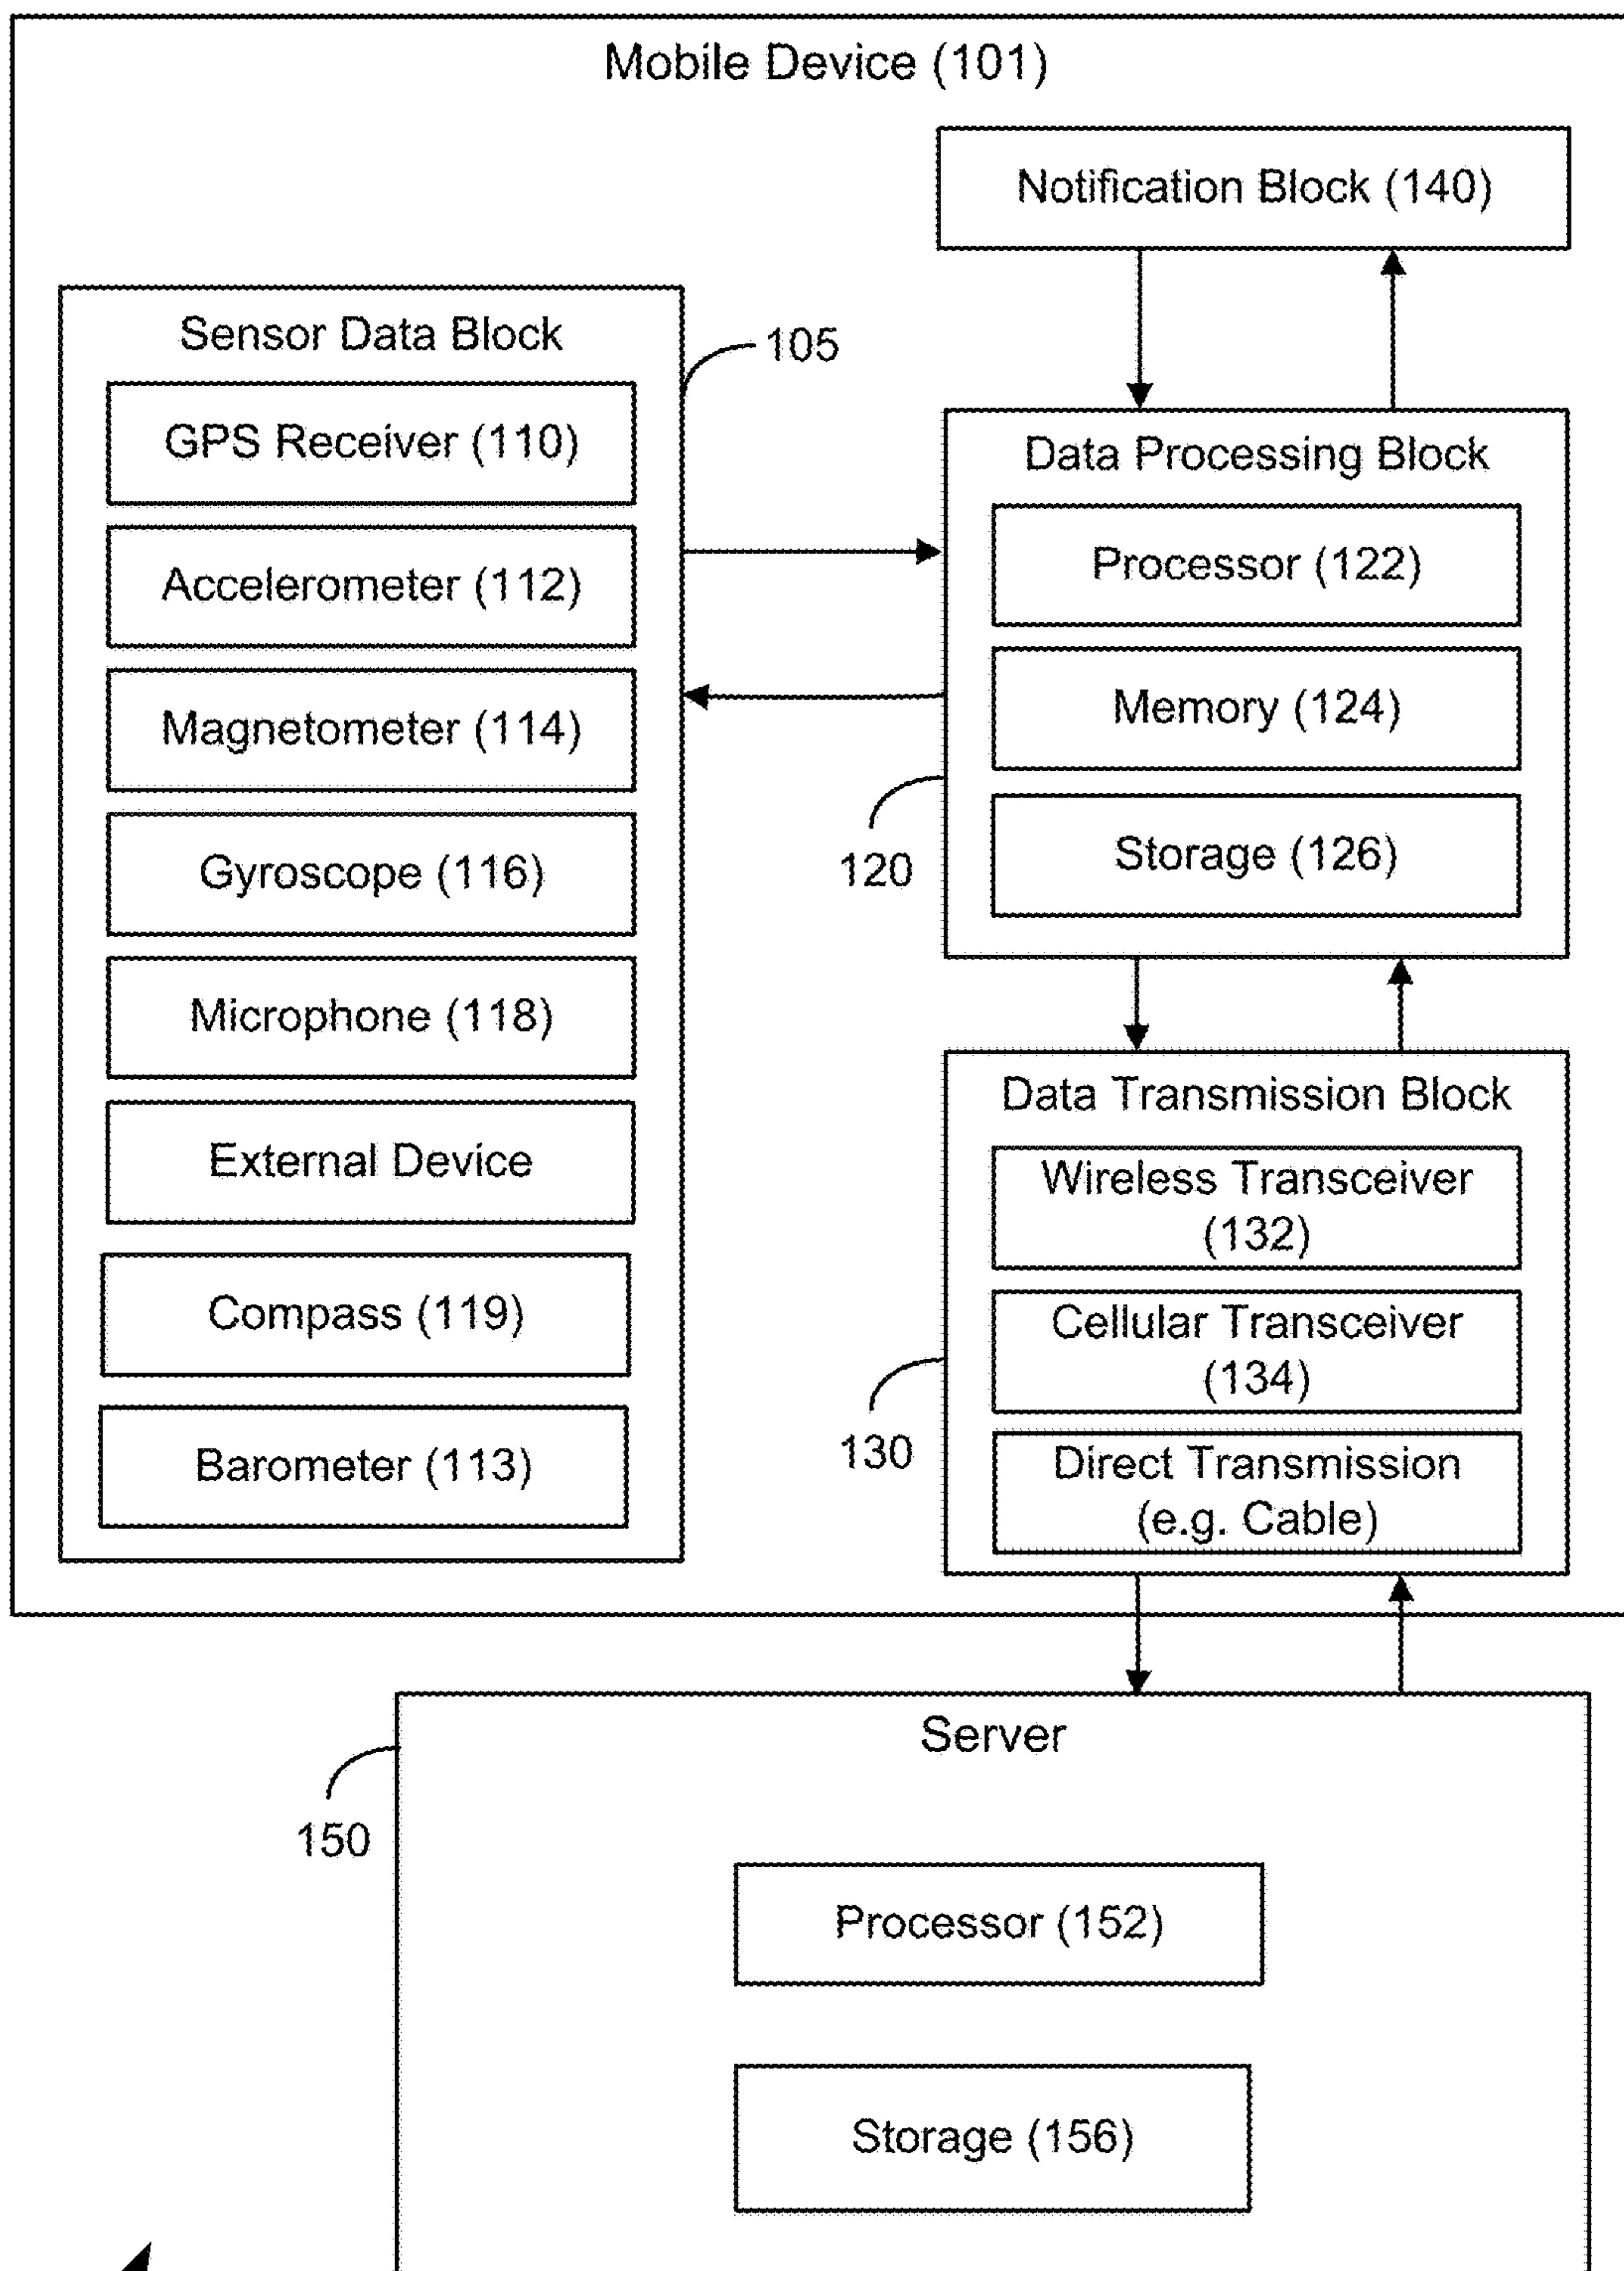 Mobile Device (101)
Notification Block (140)
Sensor Data Block
105
GPS Receiver (110)
Accelerometer (112)
Magnetometer (114)
Gyroscope (116)
Microphone (118)
External Device
Compass (119)
Barometer (113)
Data Processing Block
Processor (122)
Memory (124)
Storage (126)
120
Data Transmission Block
Wireless Transceiver
(132)
Cellular Transceiver
(134)
Direct Transmission
(e.g. Cable)
130
Server
150
Processor (152)
Storage (156)